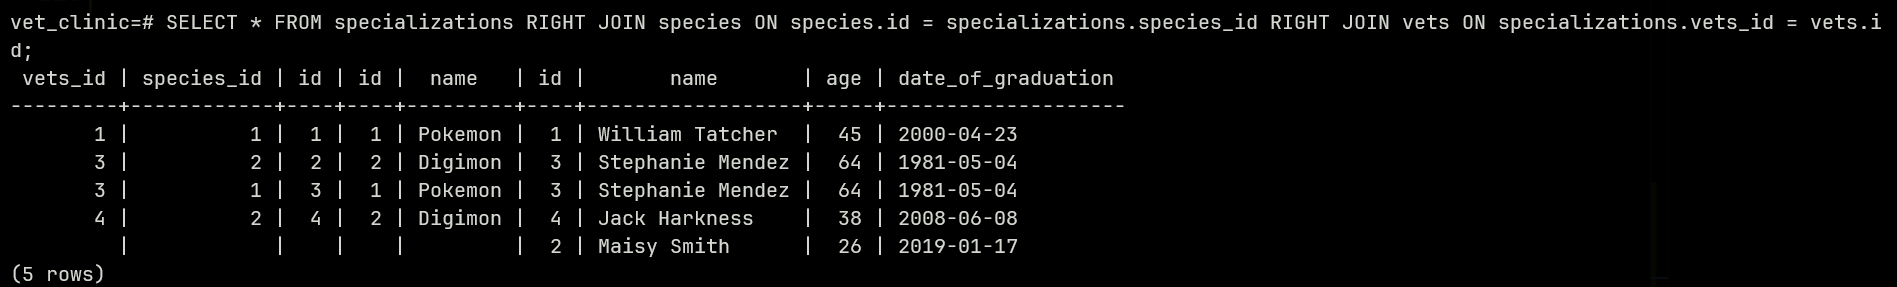 vet_clinic=# SELECT * FROM specializations RIGHT JOIN species ON species.id = specializations.species_id RIGHT JOIN vets ON specializations.vets_id = vets.i
d;
 vets_id | species_id | id | id |  name   | id |       name       | age | date_of_graduation
---------+------------+----+----+---------+----+------------------+-----+--------------------
       1 |          1 |  1 |  1 | Pokemon |  1 | William Tatcher  |  45 | 2000-04-23
       3 |          2 |  2 |  2 | Digimon |  3 | Stephanie Mendez |  64 | 1981-05-04
       3 |          1 |  3 |  1 | Pokemon |  3 | Stephanie Mendez |  64 | 1981-05-04
       4 |          2 |  4 |  2 | Digimon |  4 | Jack Harkness    |  38 | 2008-06-08
         |            |    |    |         |  2 | Maisy Smith      |  26 | 2019-01-17
(5 rows)